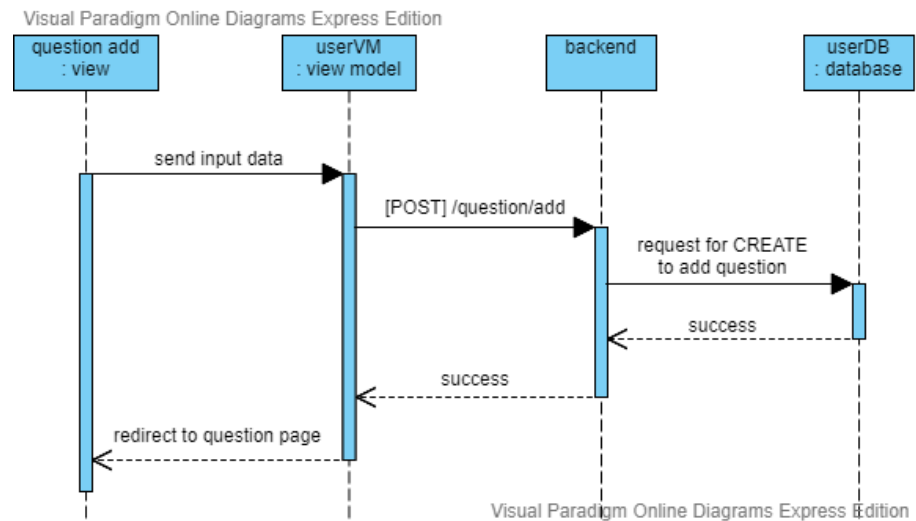 Visual Paradigm Online Diagrams Express Edition
question add
: view
userVM
: view model
backend
userDB
: database
send input data
[POST] /question/add
request for CREATE
to add question
success
success
redirect to question page
Visual Paradigm Online Diagrams Express Edition